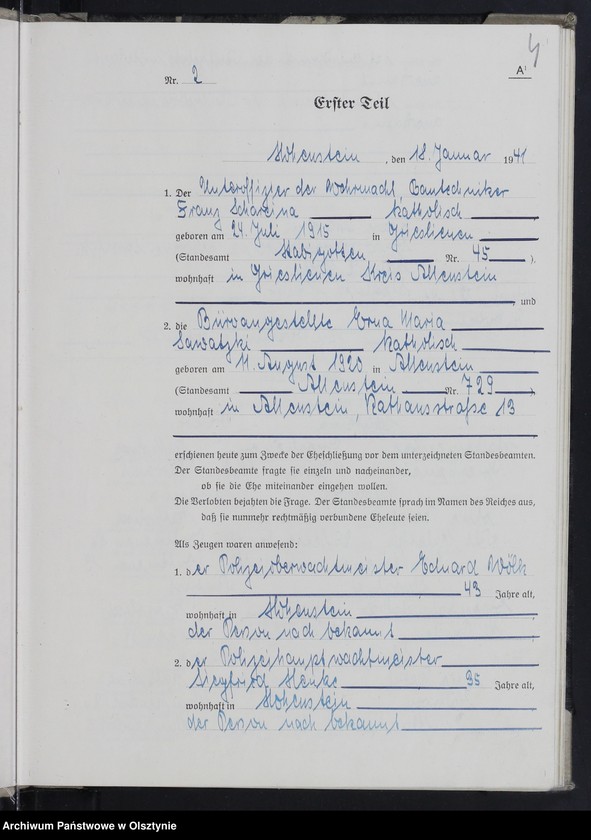 4
A¹
Nr. 2
Erster Teil
Hohenstein, den 18. Januar 1941
1. Der Unteroffizier der Wehrmacht, Bautechniker
Franz Schareina katholisch
geboren am 24. Juli 1915 in Grieslienen
(Standesamt Stabigotten Nr. 45).
wohnhaft in Grieslienen Kreis Allenstein
, und
2. die Büroangestellte Erna Maria
Sawatzki katholisch
geboren am 11. August 1920 in Allenstein
(Standesamt Allenstein Nr. 729)
wohnhaft in Allenstein, Rathausstraße 13
erschienen heute zum Zwecke der Eheschließung vor dem unterzeichneten Standesbeamten.
Der Standesbeamte fragte sie einzeln und nacheinander,
ob sie die Ehe miteinander eingehen wollen.
Die Verlobten bejahten die Frage. Der Standesbeamte sprach im Namen des Reiches aus,
daß sie nunmehr rechtmäßig verbundene Eheleute seien.
Als Zeugen waren anwesend:
1. der Polizeioberwachtmeister Eduard Wölk
43 Jahre alt,
wohnhaft in Hohenstein
der Person nach bekannt
2. der Polizeihauptwachtmeister
Siegfried Henke 35 Jahre alt,
wohnhaft in Hohenstein
der Person nach bekannt
Archiwum Państwowe w Olsztynie